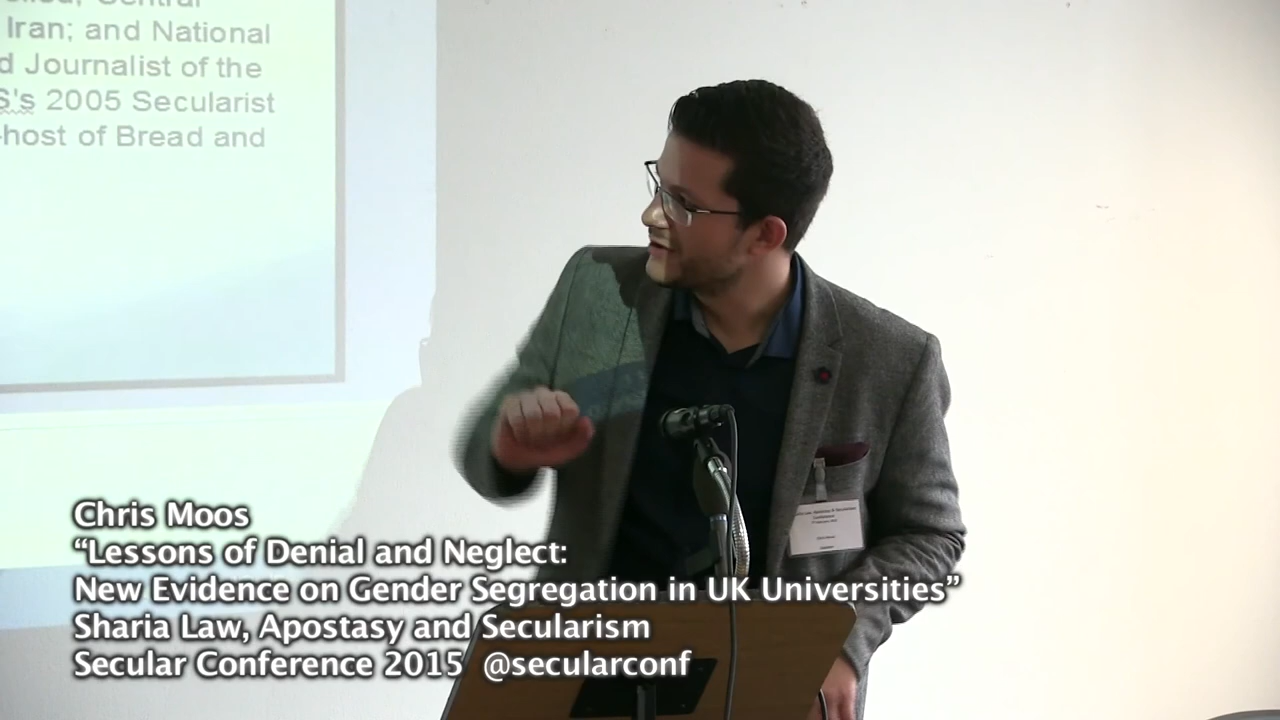 Iran; and National
d Journalist of the
S's 2005 Secularist
-host of Bread and
Conference
Chris Moos
“Lessons of Denial and Neglect:
New Evidence on Gender Segregation in UK Universities”
Sharia Law, Apostasy and Secularism
Secular Conference 2015 @secularconf